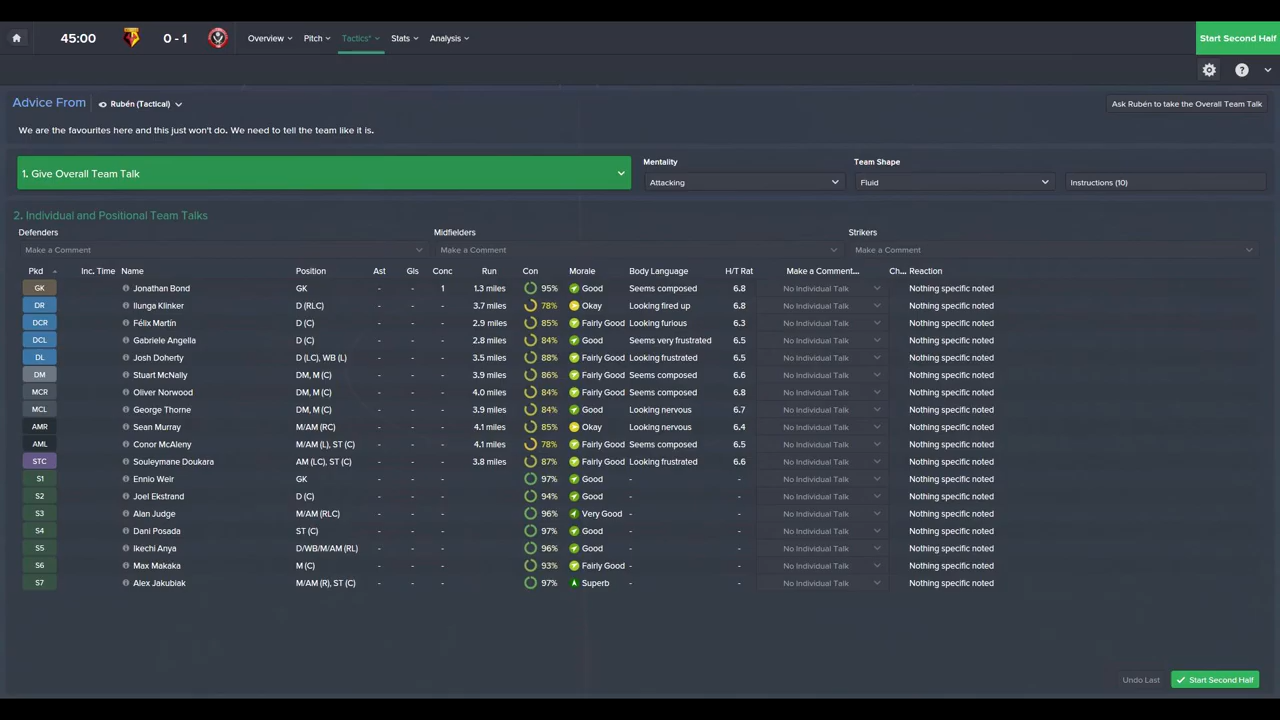 45:00 0 - 1 Overview Pitch Tactics* Stats Analysis Start Second Half
?
Advice From Rubén (Tactical) Ask Rubén to take the Overall Team Talk
We are the favourites here and this just won't do. We need to tell the team like it is.
Mentality Team Shape
1. Give Overall Team Talk Attacking Fluid Instructions (10)
2. Individual and Positional Team Talks
Defenders Midfielders Strikers
Make a Comment Make a Comment Make a Comment
Pkd Inc. Time Name Position Ast Gls Conc Run Con Morale Body Language H/T Rat Make a Comment... Ch... Reaction
GK Jonathan Bond GK - - 1 1.3 miles 95% Good Seems composed 6.8 No Individual Talk Nothing specific noted
DR Ilunga Klinker D (RLC) - - - 3.7 miles 78% Okay Looking fired up 6.8 No Individual Talk Nothing specific noted
DCR Félix Martín D (C) - - - 2.9 miles 85% Fairly Good Looking furious 6.3 No Individual Talk Nothing specific noted
DCL Gabriele Angella D (C) - - - 2.8 miles 84% Good Seems very frustrated 6.5 No Individual Talk Nothing specific noted
DL Josh Doherty D (LC), WB (L) - - - 3.5 miles 88% Fairly Good Looking frustrated 6.5 No Individual Talk Nothing specific noted
DM Stuart McNally DM, M (C) - - - 3.9 miles 86% Fairly Good Seems composed 6.6 No Individual Talk Nothing specific noted
MCR Oliver Norwood DM, M (C) - - - 4.0 miles 84% Fairly Good Seems composed 6.8 No Individual Talk Nothing specific noted
MCL George Thorne DM, M (C) - - - 3.9 miles 84% Good Looking nervous 6.7 No Individual Talk Nothing specific noted
AMR Sean Murray M/AM (RC) - - - 4.1 miles 85% Okay Looking nervous 6.4 No Individual Talk Nothing specific noted
AML Conor McAleny M/AM (L), ST (C) - - - 4.1 miles 78% Fairly Good Seems composed 6.5 No Individual Talk Nothing specific noted
STC Souleymane Doukara AM (LC), ST (C) - - - 3.8 miles 87% Fairly Good Looking frustrated 6.6 No Individual Talk Nothing specific noted
S1 Ennio Weir GK - - - 97% Good - - No Individual Talk Nothing specific noted
S2 Joel Ekstrand D (C) - - - 94% Good - - No Individual Talk Nothing specific noted
S3 Alan Judge M/AM (RLC) - - - 96% Very Good - - No Individual Talk Nothing specific noted
S4 Dani Posada ST (C) - - - 97% Good - - No Individual Talk Nothing specific noted
S5 Ikechi Anya D/WB/M/AM (RL) - - - 96% Good - - No Individual Talk Nothing specific noted
S6 Max Makaka M (C) - - - 93% Fairly Good - - No Individual Talk Nothing specific noted
S7 Alex Jakubiak M/AM (R), ST (C) - - - 97% Superb - - No Individual Talk Nothing specific noted
Undo Last Start Second Half